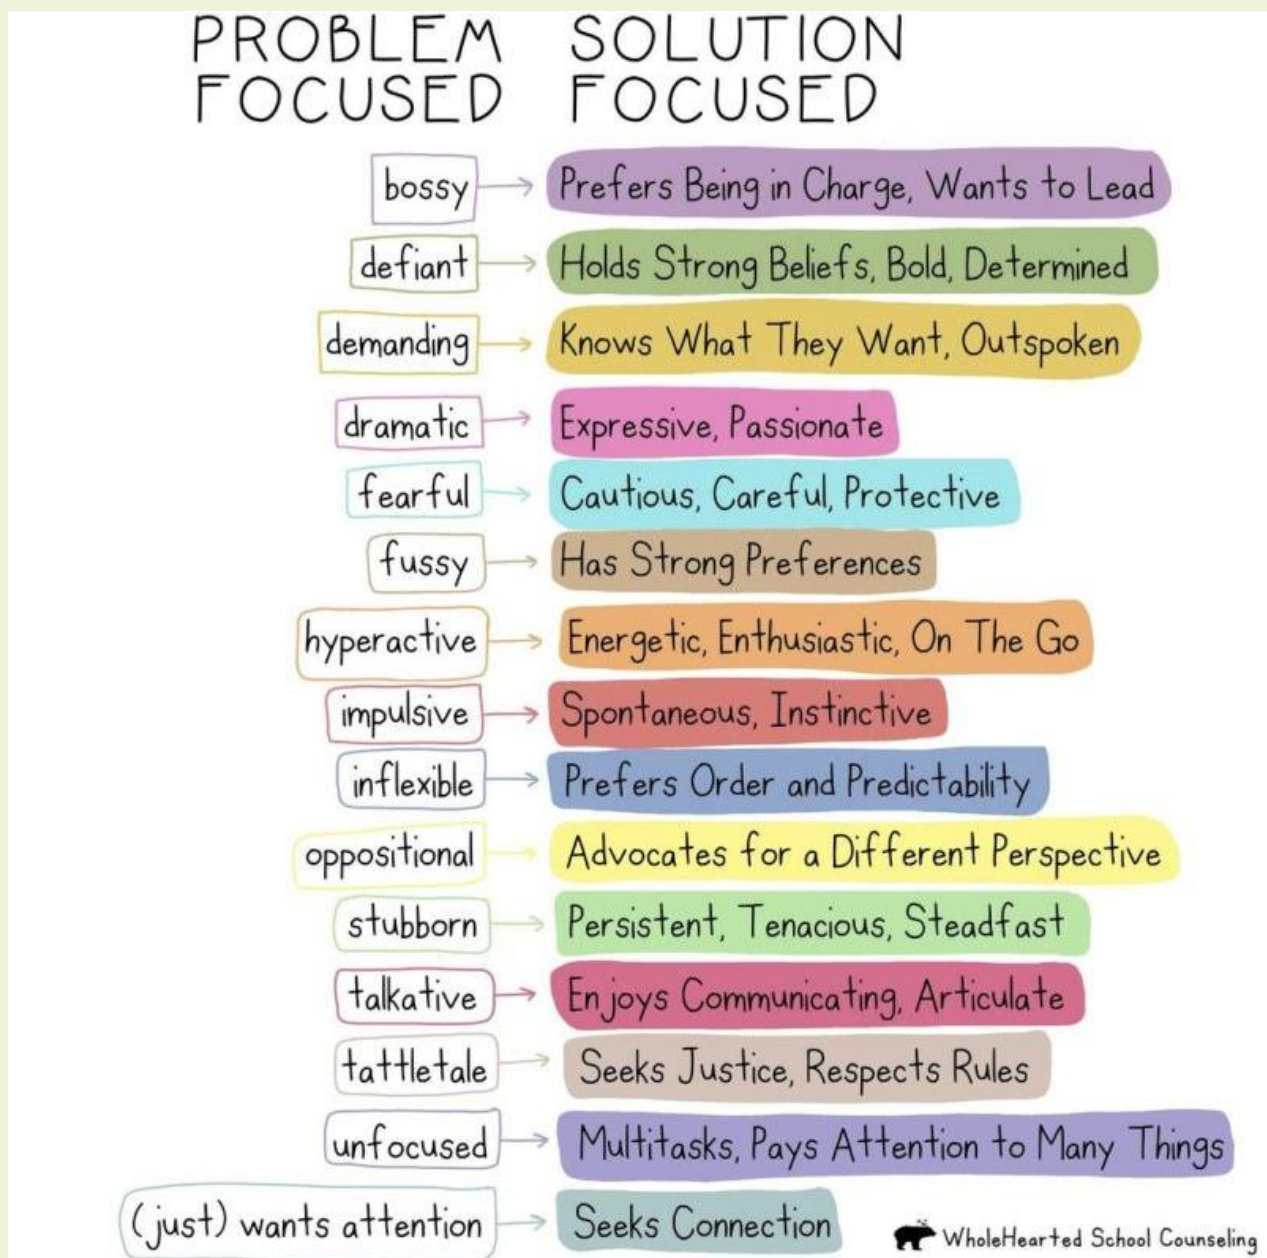 PROBLEM SOLUTION
FOCUSED FOCUSED
bossy Prefers Being in Charge, Wants to Lead
defiant Holds Strong Beliefs, Bold, Determined
demanding Knows What They Want, Outspoken
dramatic Expressive, Passionate
fearful Cautious, Careful, Protective
fussy Has Strong Preferences
hyperactive Energetic, Enthusiastic, On The Go
impulsive Spontaneous, Instinctive
inflexible Prefers Order and Predictability
oppositional Advocates for a Different Perspective
stubborn Persistent, Tenacious, Steadfast
talkative Enjoys Communicating, Articulate
tattletale Seeks Justice, Respects Rules
unfocused Multitasks, Pays Attention to Many Things
(just) wants attention Seeks Connection
WholeHearted School Counseling